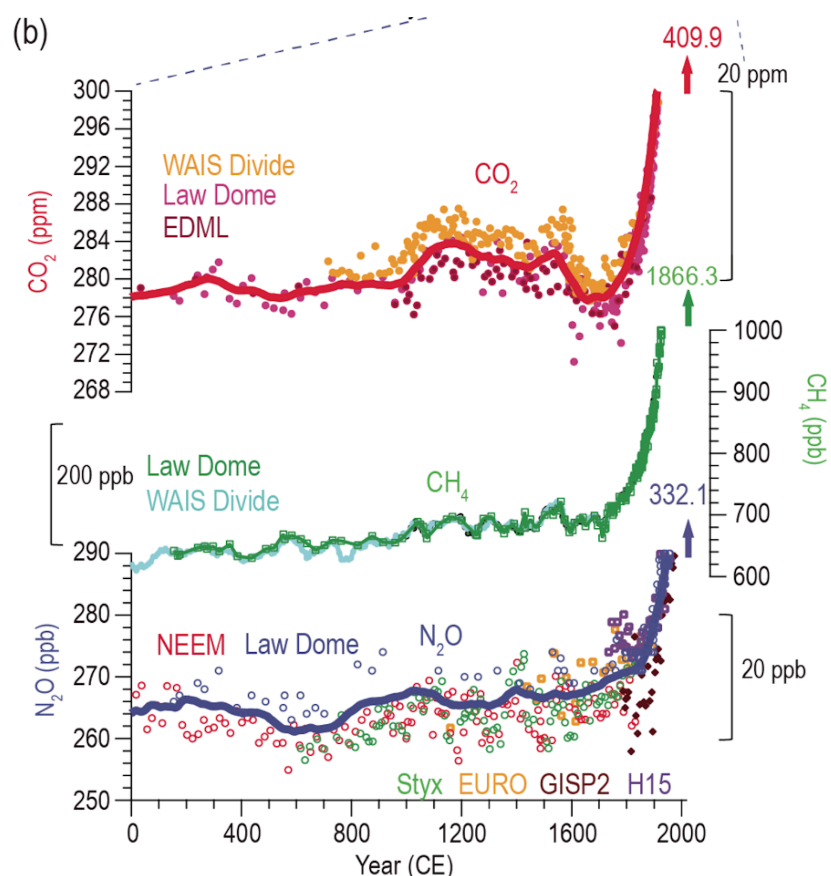 (b)
409.9
20 ppm
300
296
292
288
284
280
276
272
268
CO₂ (ppm)
WAIS Divide
Law Dome
EDML
CO₂
1866.3
1000
900
800
700
600
CH₄ (ppb)
200 ppb
Law Dome
WAIS Divide
CH₄
332.1
290
280
270
260
250
N₂O (ppb)
NEEM Law Dome N₂O
20 ppb
Styx EURO GISP2 H15
0 400 800 1200 1600 2000
Year (CE)